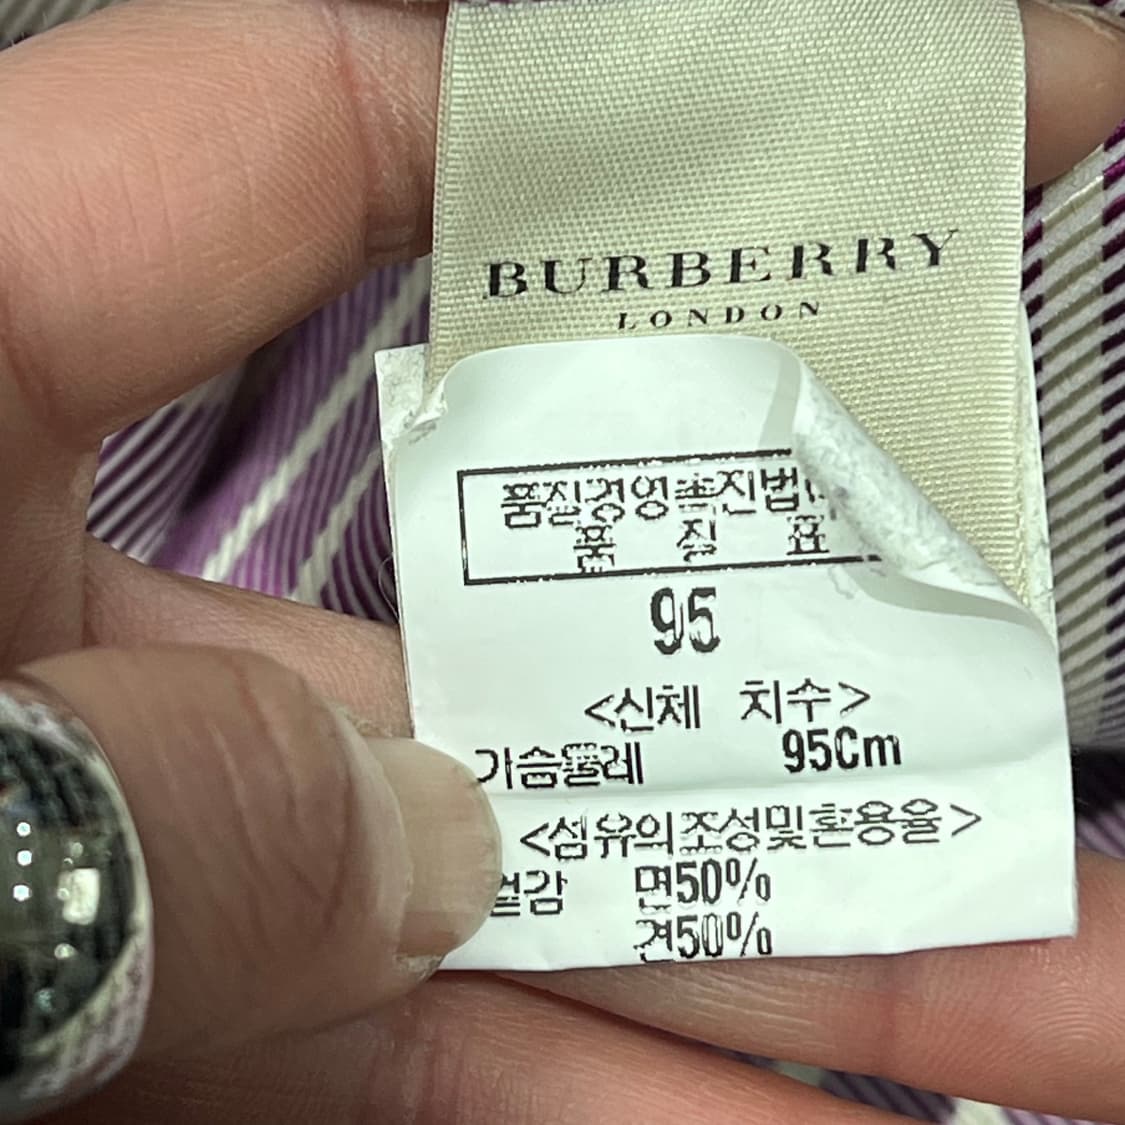 BURBERRY
LONDON
품질경영촉진법
품 질 표
95
<신체 치수>
가슴둘레 95Cm
<섬유의조성및혼용율>
겉감 면50%
견50%